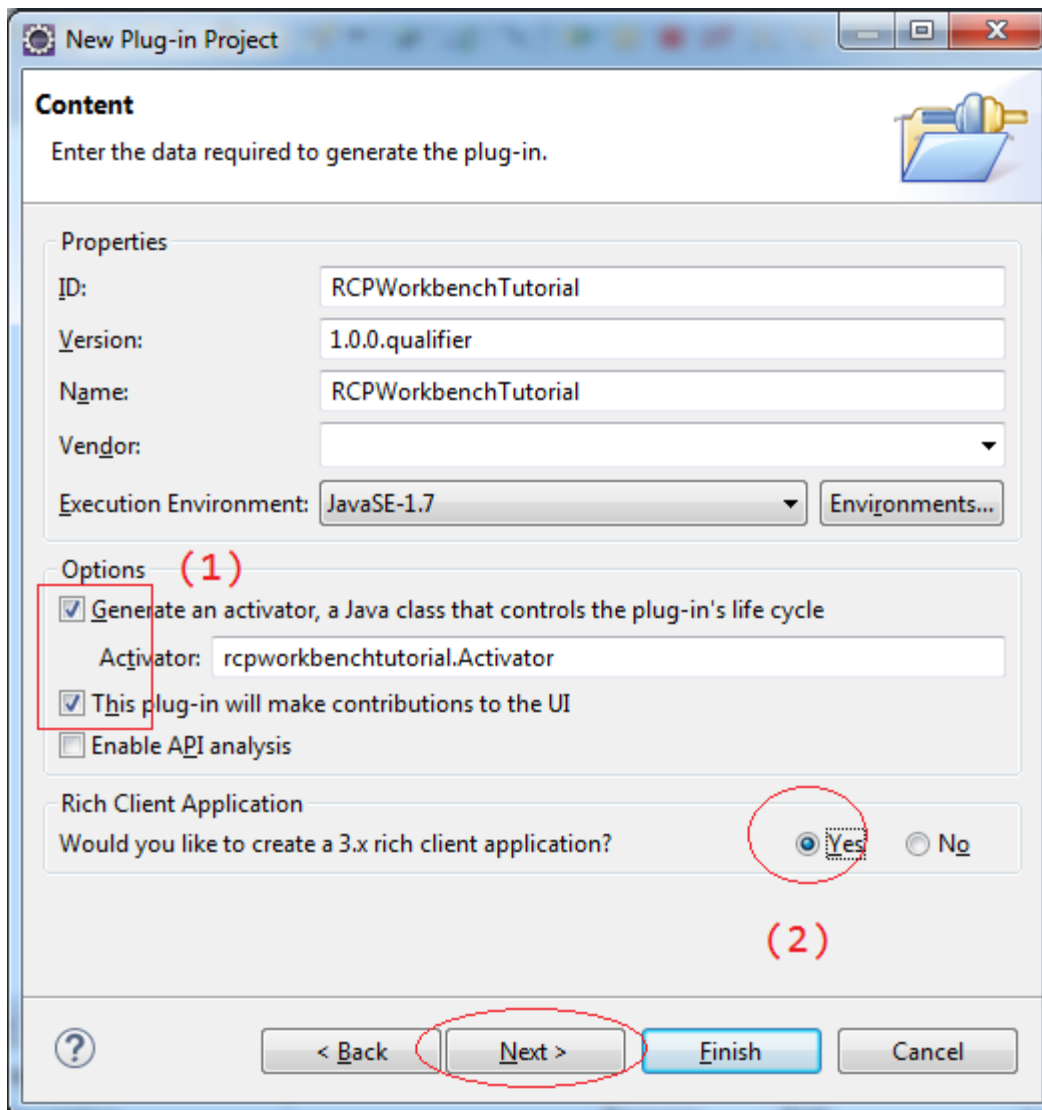 New Plug-in Project
Content
Enter the data required to generate the plug-in.
Properties
ID: RCPWorkbenchTutorial
Version: 1.0.0.qualifier
Name: RCPWorkbenchTutorial
Vendor:
Execution Environment: JavaSE-1.7 Environments...
Options (1)
Generate an activator, a Java class that controls the plug-in's life cycle
Activator: rcpworkbenchtutorial.Activator
This plug-in will make contributions to the UI
Enable API analysis
Rich Client Application
Would you like to create a 3.x rich client application? Yes No
(2)
? < Back Next > Finish Cancel